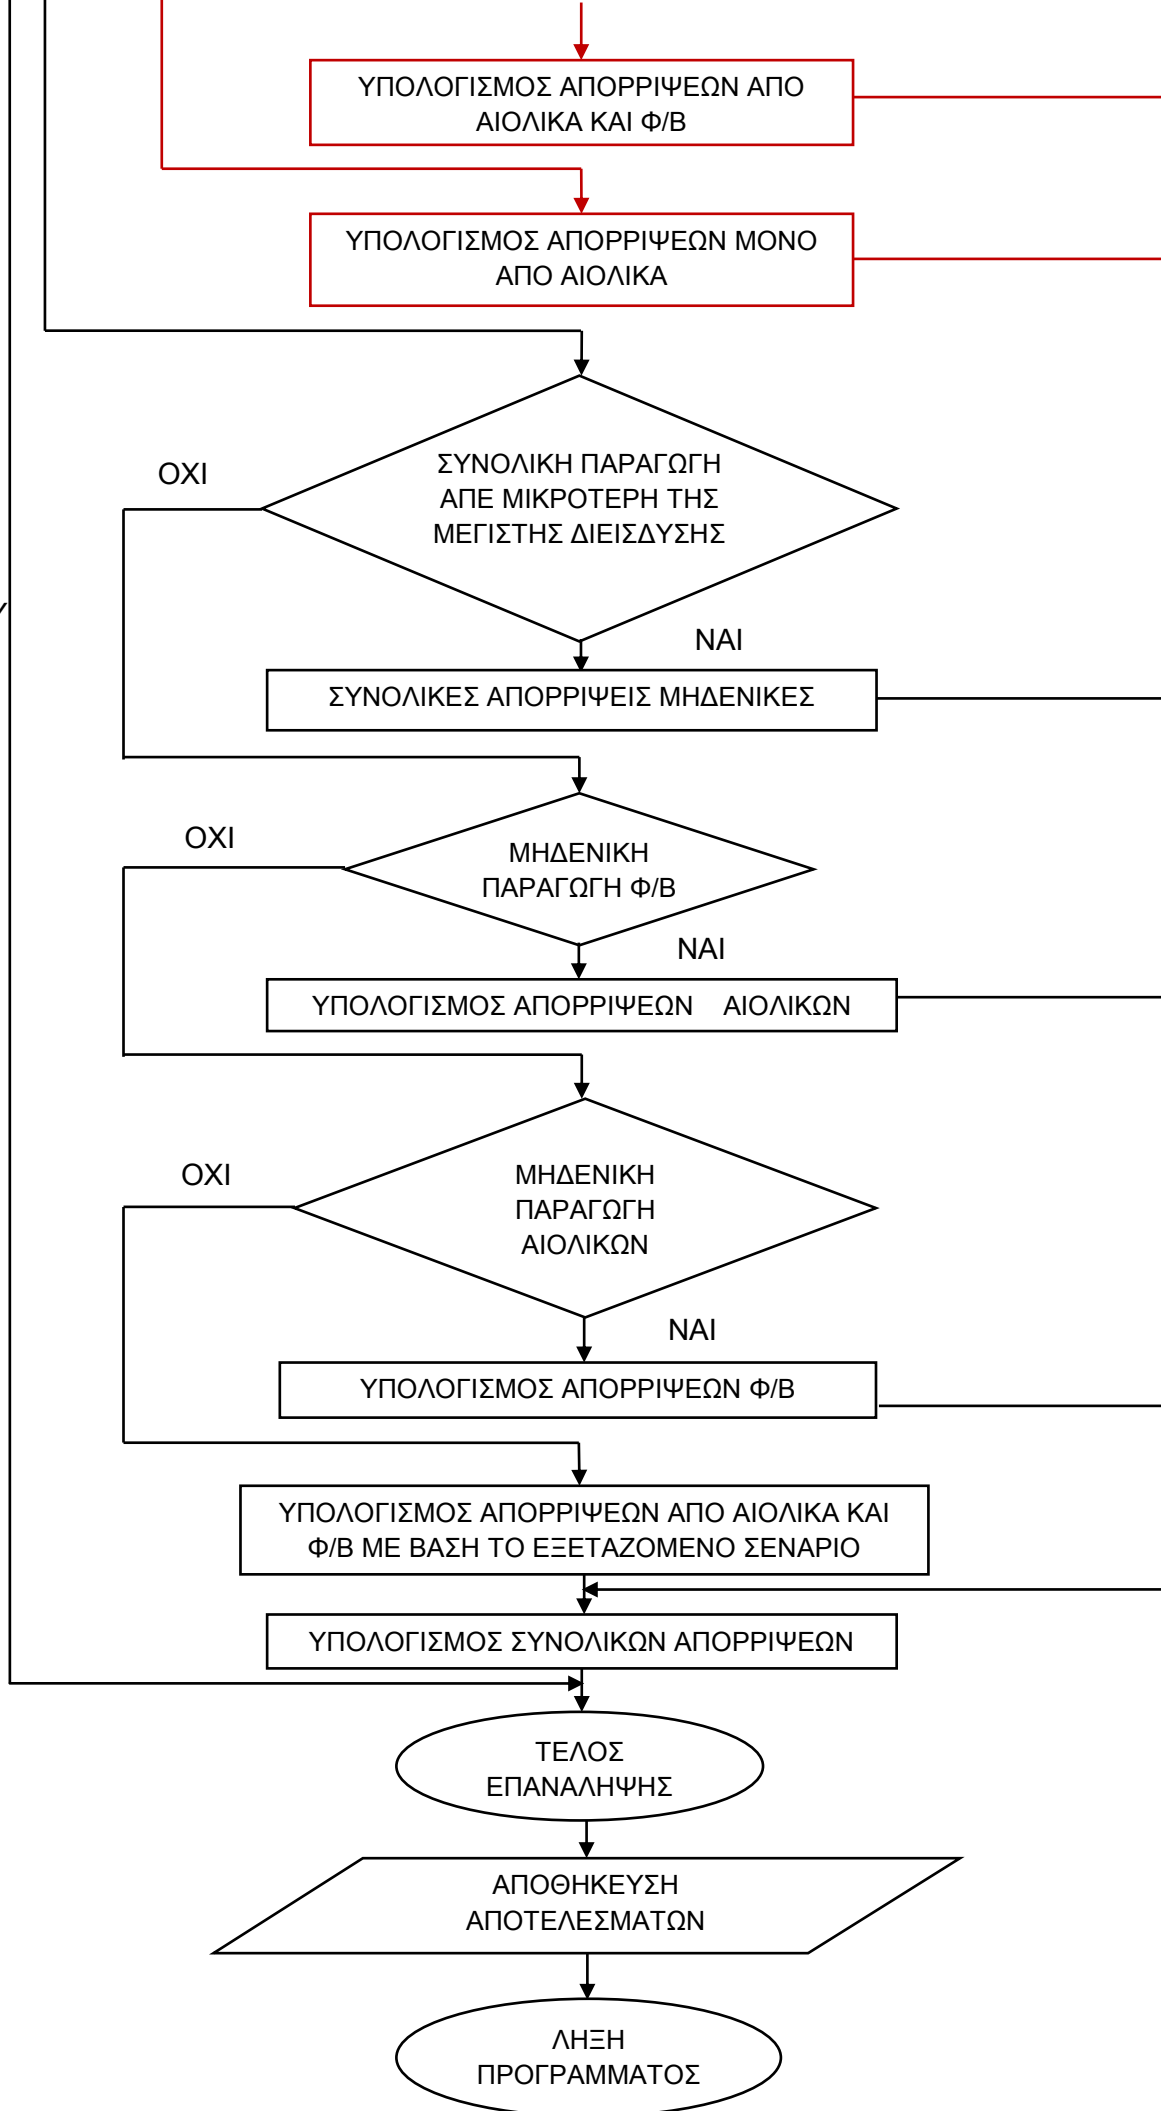 ΥΠΟΛΟΓΙΣΜΟΣ ΑΠΟΡΡΙΨΕΩΝ ΑΠΟ
ΑΙΟΛΙΚΑ ΚΑΙ Φ/Β
ΥΠΟΛΟΓΙΣΜΟΣ ΑΠΟΡΡΙΨΕΩΝ ΜΟΝΟ
ΑΠΟ ΑΙΟΛΙΚΑ
ΟΧΙ
ΣΥΝΟΛΙΚΗ ΠΑΡΑΓΩΓΗ
ΑΠΕ ΜΙΚΡΟΤΕΡΗ ΤΗΣ
ΜΕΓΙΣΤΗΣ ΔΙΕΙΣΔΥΣΗΣ
ΝΑΙ
ΣΥΝΟΛΙΚΕΣ ΑΠΟΡΡΙΨΕΙΣ ΜΗΔΕΝΙΚΕΣ
ΟΧΙ
ΜΗΔΕΝΙΚΗ
ΠΑΡΑΓΩΓΗ Φ/Β
ΝΑΙ
ΥΠΟΛΟΓΙΣΜΟΣ ΑΠΟΡΡΙΨΕΩΝ ΑΙΟΛΙΚΩΝ
ΟΧΙ
ΜΗΔΕΝΙΚΗ
ΠΑΡΑΓΩΓΗ
ΑΙΟΛΙΚΩΝ
ΝΑΙ
ΥΠΟΛΟΓΙΣΜΟΣ ΑΠΟΡΡΙΨΕΩΝ Φ/Β
ΥΠΟΛΟΓΙΣΜΟΣ ΑΠΟΡΡΙΨΕΩΝ ΑΠΟ ΑΙΟΛΙΚΑ ΚΑΙ
Φ/Β ΜΕ ΒΑΣΗ ΤΟ ΕΞΕΤΑΖΟΜΕΝΟ ΣΕΝΑΡΙΟ
ΥΠΟΛΟΓΙΣΜΟΣ ΣΥΝΟΛΙΚΩΝ ΑΠΟΡΡΙΨΕΩΝ
ΤΕΛΟΣ
ΕΠΑΝΑΛΗΨΗΣ
ΑΠΟΘΗΚΕΥΣΗ
ΑΠΟΤΕΛΕΣΜΑΤΩΝ
ΛΗΞΗ
ΠΡΟΓΡΑΜΜΑΤΟΣ